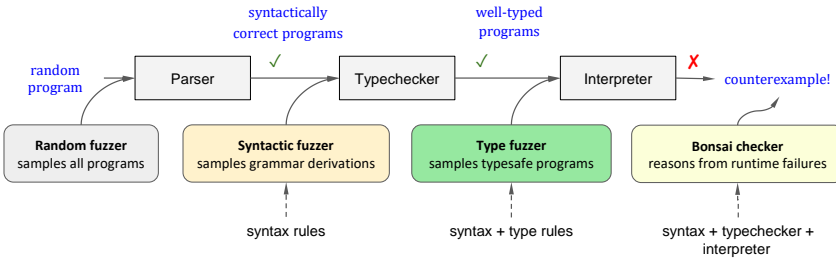 syntactically
correct programs
well-typed
programs
✓
✓
✗
random
program
Parser
Typechecker
Interpreter
counterexample!
Random fuzzer
samples all programs
Syntactic fuzzer
samples grammar derivations
Type fuzzer
samples typesafe programs
Bonsai checker
reasons from runtime failures
syntax rules
syntax + type rules
syntax + typechecker +
interpreter